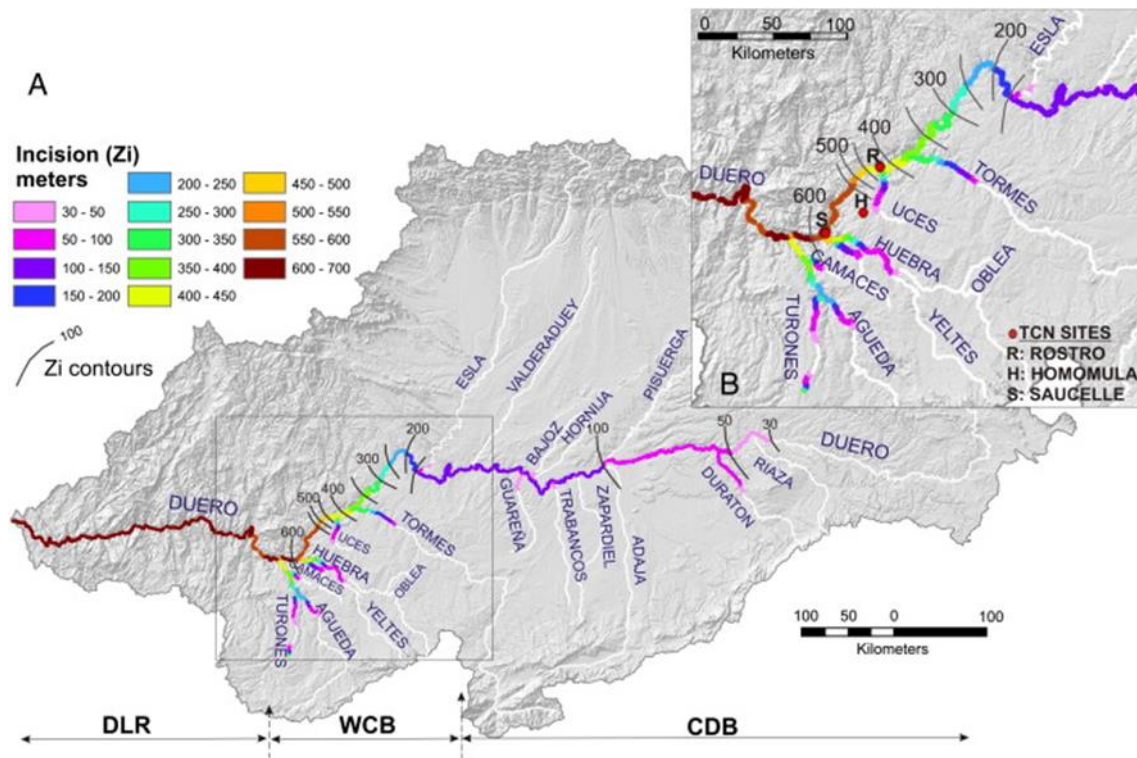 A
Incision (Zi)
meters
30 - 50
50 - 100
100 - 150
150 - 200
200 - 250
250 - 300
300 - 350
350 - 400
400 - 450
450 - 500
500 - 550
550 - 600
600 - 700
100
Zi contours
ESLA
VALDERADUEY
BAJOZ
HORNIJA
PISUERGA
200
300
400
500
600
100
50
30
DUERO
DUERO
RIAZA
DURATON
GUAREÑA
TRABANCOS
ZAPARDIEL
ADAJA
TORMES
UCES
HUEBRA
CAMACES
OBLEA
YELTES
AGUEDA
TURONES
100 50 0 100
Kilometers
DLR
WCB
CDB
0 50 100
Kilometers
200
ESLA
300
400
500
R
DUERO
600
H
S
TORMES
UCES
HUEBRA
OBLEA
CAMACES
YELTES
AGUEDA
TURONES
TCN SITES
R: ROSTRO
H: HOMOMULA
S: SAUCELLE
B